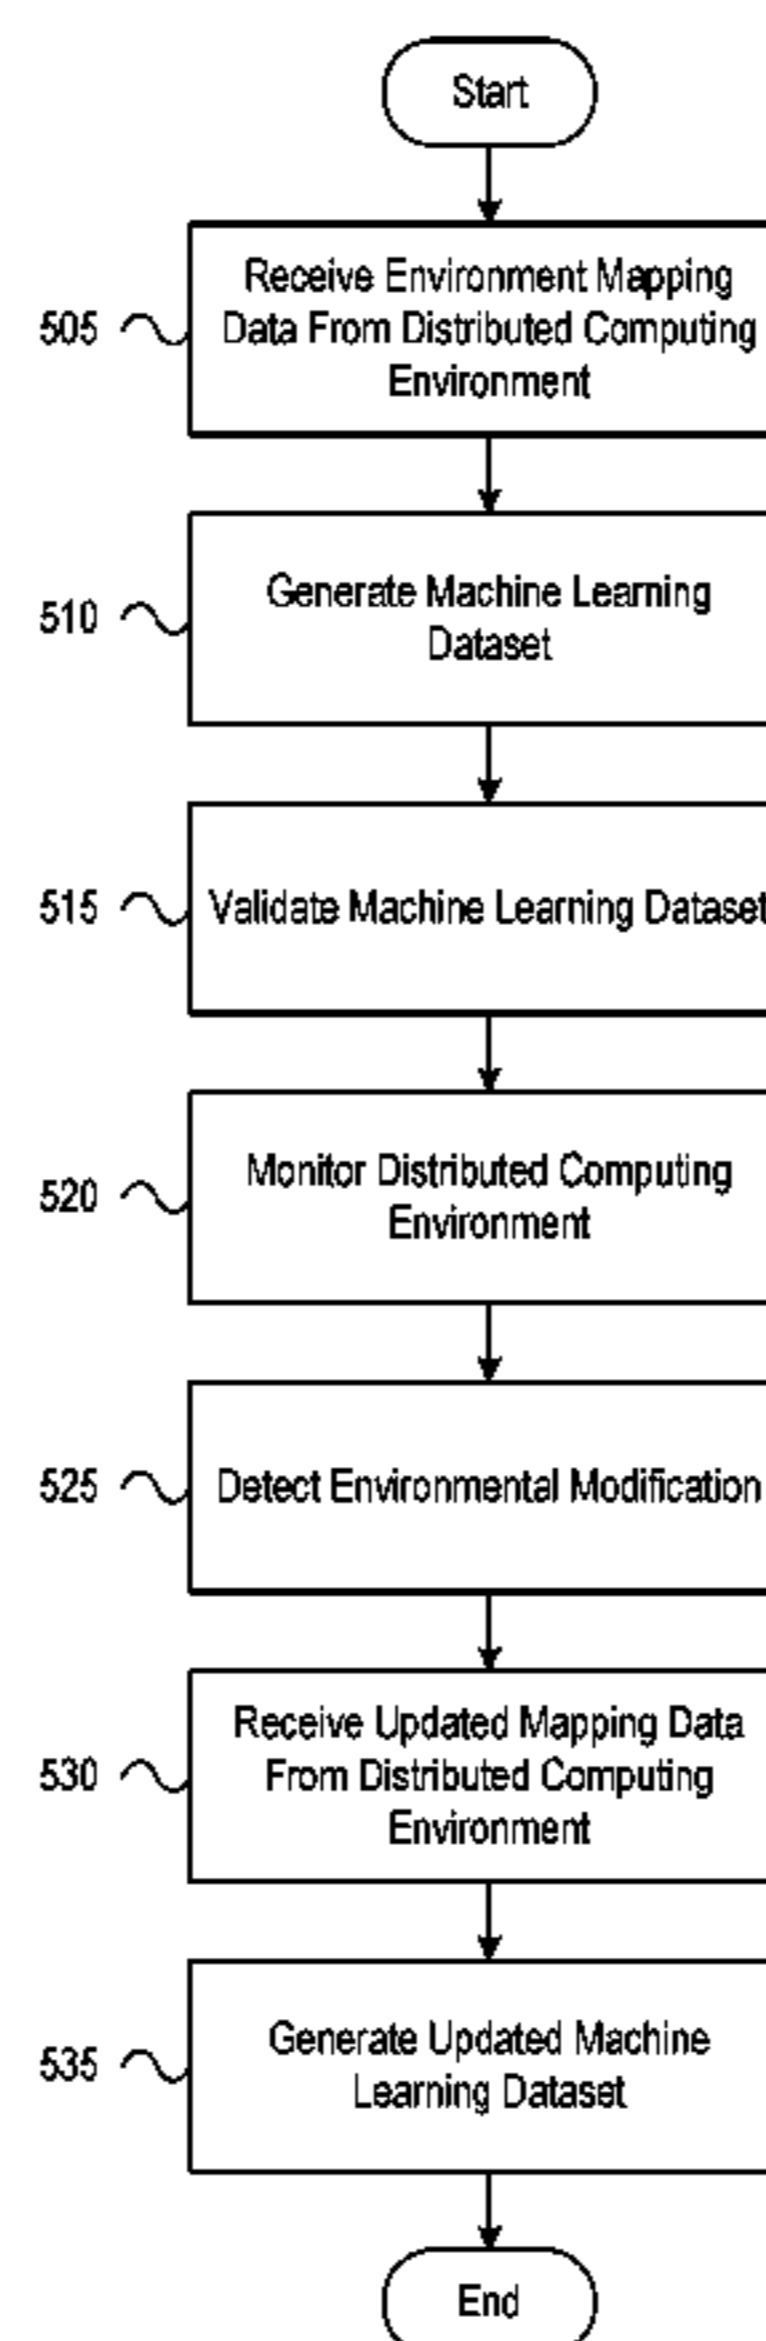 Start
Receive Environment Mapping
505
Data From Distributed Computing
Environment
Generate Machine Learning
510
Dataset
515
Validate Machine Learning Dataset
Monitor Distributed Computing
520
Environment
525
Detect Environmental Modification
Receive Updated Mapping Data
530
From Distributed Computing
Environment
Generate Updated Machine
535
Learning Dataset
End